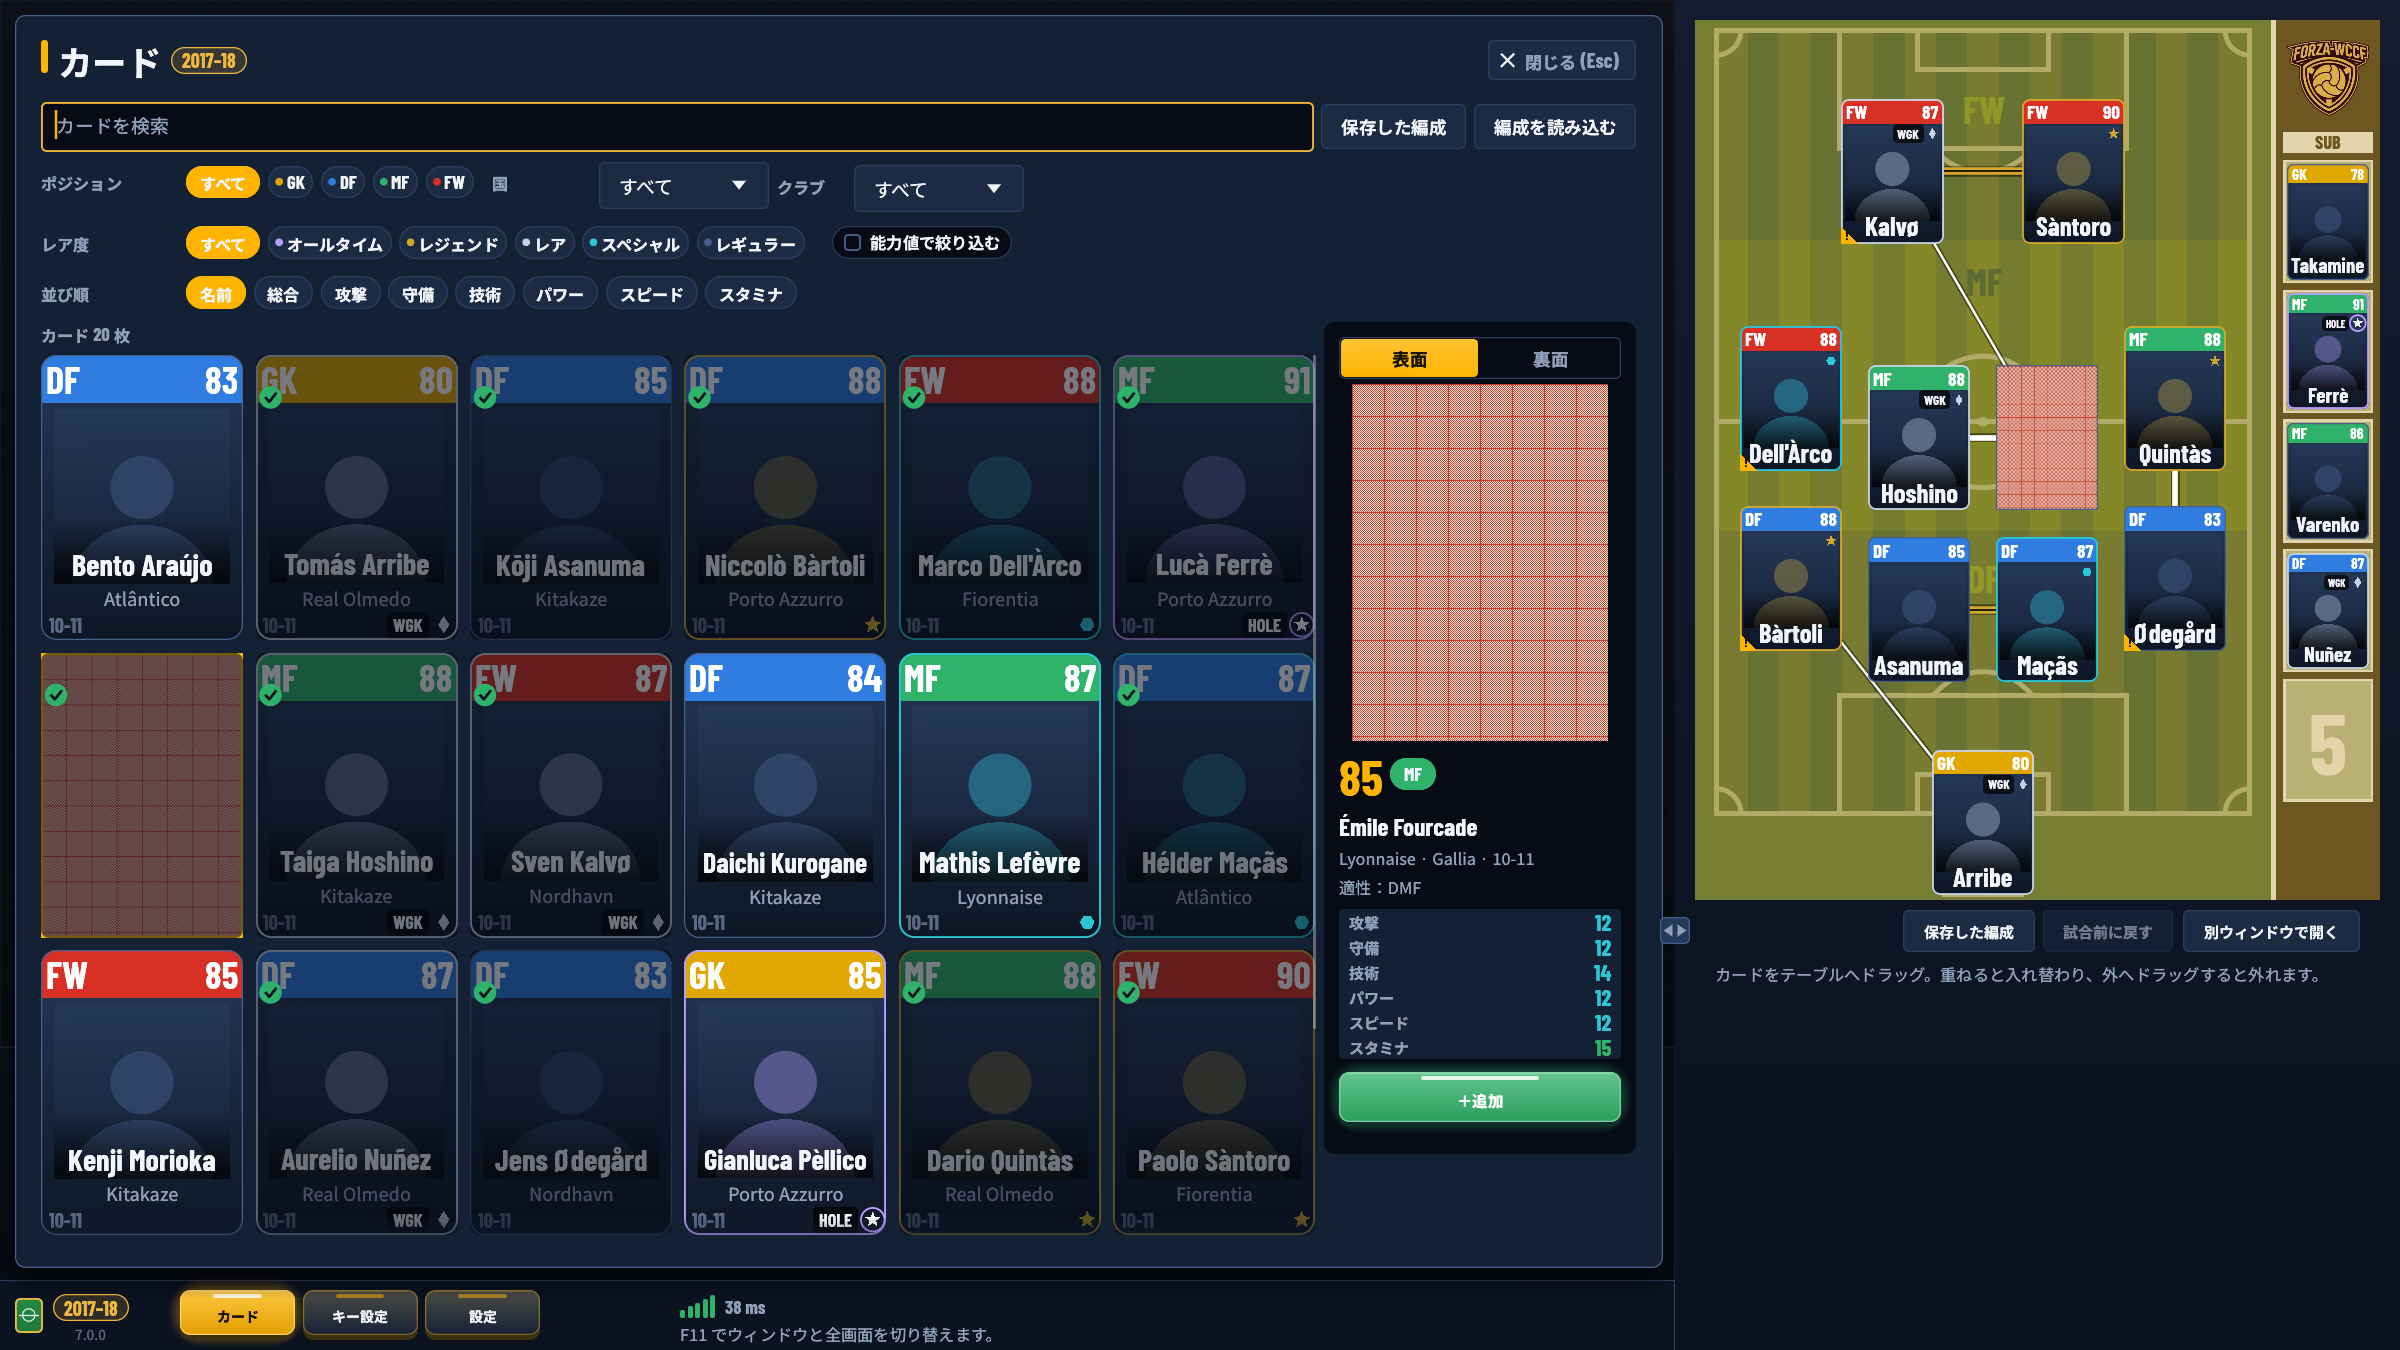 カード 2017-18
× 閉じる (Esc)
カードを検索
保存した編成
編成を読み込む
ポジション
すべて
GK
DF
MF
FW
国
すべて
クラブ
すべて
レア度
すべて
オールタイム
レジェンド
レア
スペシャル
レギュラー
能力値で絞り込む
並び順
名前
総合
攻撃
守備
技術
パワー
スピード
スタミナ
カード 20 枚
DF 83
Bento Araújo
Atlântico
10-11
GK 80
Tomás Arribe
Real Olmedo
10-11 WGK
DF 85
Kōji Asanuma
Kitakaze
10-11
DF 88
Niccolò Bàrtoli
Porto Azzurro
10-11
FW 88
Marco Dell'Àrco
Fiorentia
10-11
MF 91
Lucà Ferrè
Porto Azzurro
10-11 HOLE
MF 88
Taiga Hoshino
Kitakaze
10-11 WGK
FW 87
Sven Kalvø
Nordhavn
10-11 WGK
DF 84
Daichi Kurogane
Kitakaze
10-11
MF 87
Mathis Lefèvre
Lyonnaise
10-11
DF 87
Hélder Maçãs
Atlântico
10-11
FW 85
Kenji Morioka
Kitakaze
10-11
DF 87
Aurelio Nuñez
Real Olmedo
10-11 WGK
DF 83
Jens Ødegård
Nordhavn
10-11
GK 85
Gianluca Pèllico
Porto Azzurro
10-11 HOLE
MF 88
Dario Quintàs
Real Olmedo
10-11
FW 90
Paolo Sàntoro
Fiorentia
10-11
表面
裏面
85 MF
Émile Fourcade
Lyonnaise · Gallia · 10-11
適性：DMF
攻撃 12
守備 12
技術 14
パワー 12
スピード 12
スタミナ 15
＋追加
FW
MF
DF
FW 87
WGK
Kalvø
FW 90
Sàntoro
FW 88
Dell'Àrco
MF 88
WGK
Hoshino
MF 88
Quintàs
DF 88
Bàrtoli
DF 85
Asanuma
DF 87
Maçãs
DF 83
Ødegård
GK 80
WGK
Arribe
FORZA-WCCF
SUB
GK 78
Takamine
MF 91
HOLE
Ferrè
MF 86
Varenko
DF 87
WGK
Nuñez
5
保存した編成
試合前に戻す
別ウィンドウで開く
カードをテーブルへドラッグ。重ねると入れ替わり、外へドラッグすると外れます。
2017-18
7.0.0
カード
キー設定
設定
38 ms
F11 でウィンドウと全画面を切り替えます。